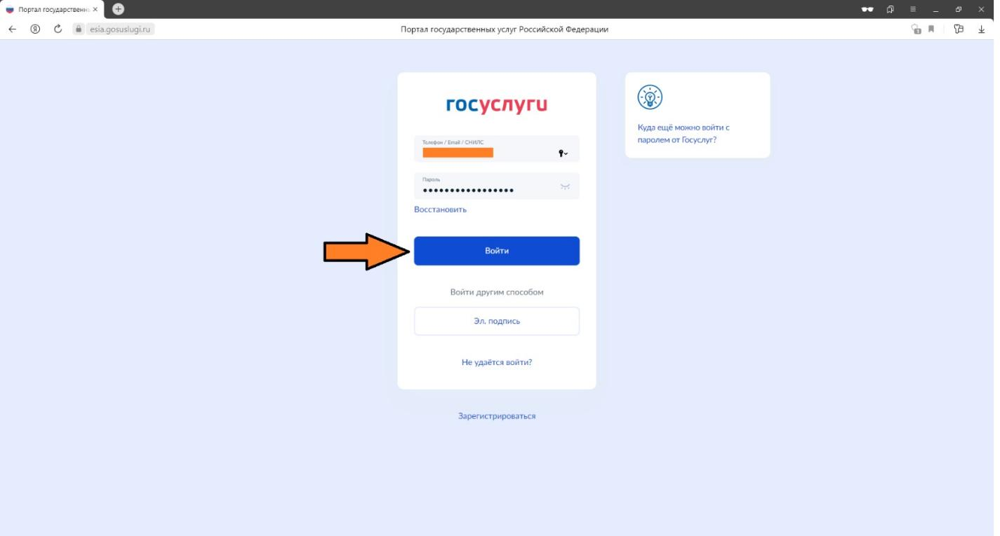 Портал государственнь
esia.gosuslugi.ru
Портал государственных услуг Российской Федерации
госуслуги
Телефон / Email / СНИЛС
Пароль
Восстановить
Войти
Войти другим способом
Эл. подпись
Не удаётся войти?
Зарегистрироваться
Куда ещё можно войти с
паролем от Госуслуг?